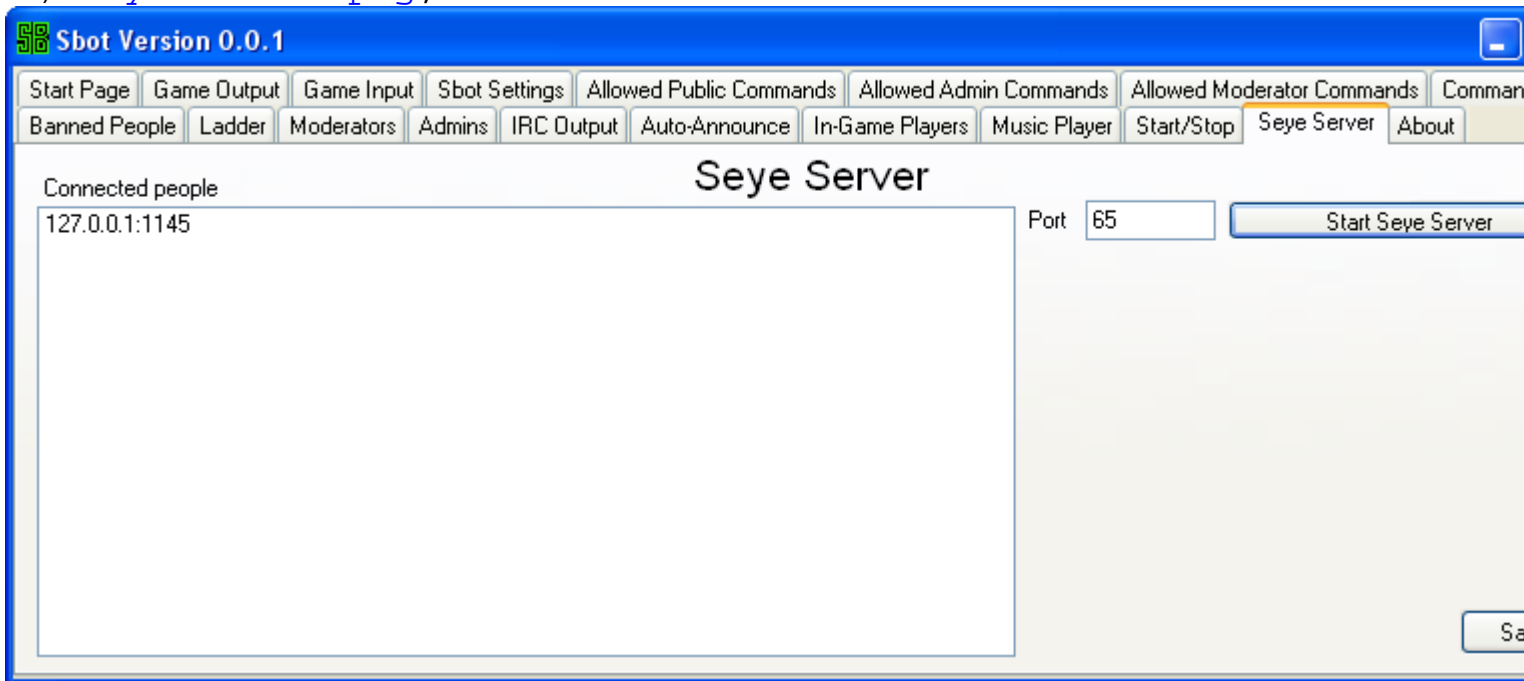 Sbot Version 0.0.1
Start Page Game Output Game Input Sbot Settings Allowed Public Commands Allowed Admin Commands Allowed Moderator Commands Comman
Banned People Ladder Moderators Admins IRC Output Auto-Announce In-Game Players Music Player Start/Stop Seye Server About
Seye Server
Connected people
127.0.0.1:1145
Port 65 Start Seye Server
Sa